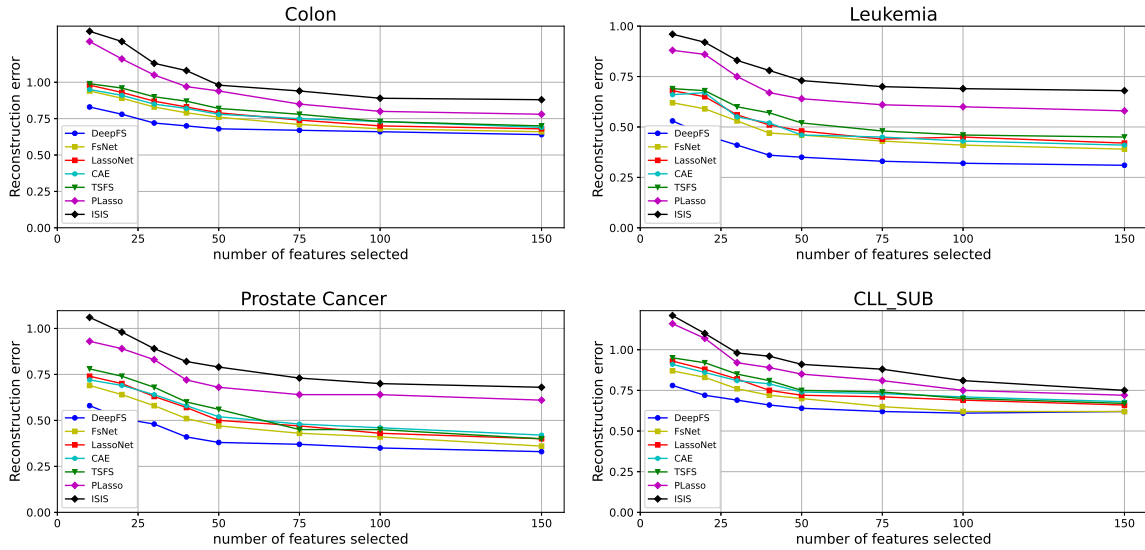 Colon
Reconstruction error
1.00
0.75
0.50
0.25
0.00
DeepFS
FsNet
LassoNet
CAE
TSFS
PLasso
ISIS
0 25 50 75 100 150
number of features selected
Leukemia
Reconstruction error
1.00
0.75
0.50
0.25
0.00
DeepFS
FsNet
LassoNet
CAE
TSFS
PLasso
ISIS
0 25 50 75 100 150
number of features selected
Prostate Cancer
Reconstruction error
1.00
0.75
0.50
0.25
0.00
DeepFS
FsNet
LassoNet
CAE
TSFS
PLasso
ISIS
0 25 50 75 100 150
number of features selected
CLL_SUB
Reconstruction error
1.00
0.75
0.50
0.25
0.00
DeepFS
FsNet
LassoNet
CAE
TSFS
PLasso
ISIS
0 25 50 75 100 150
number of features selected